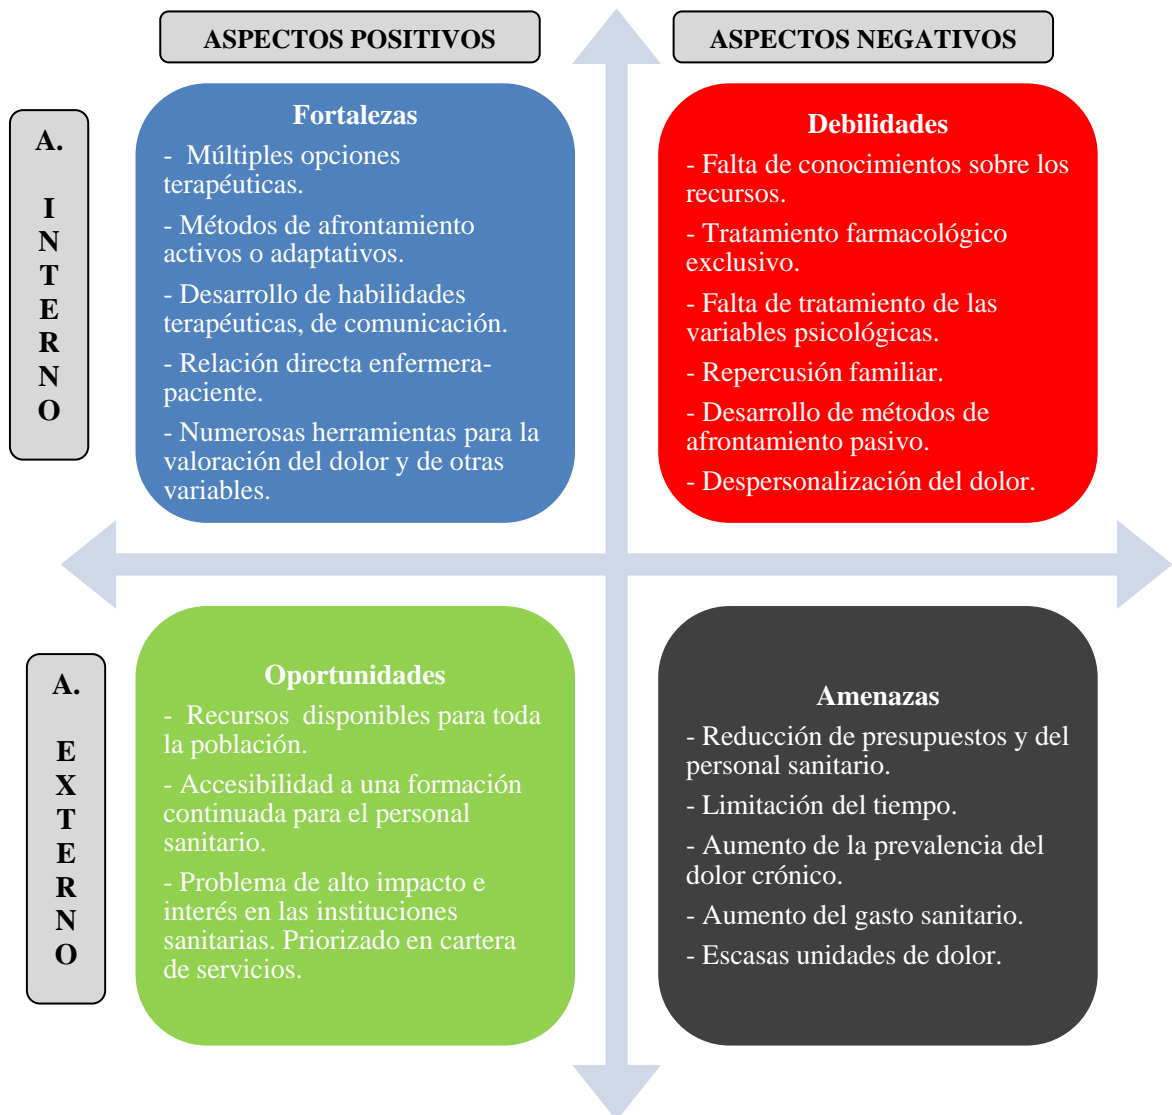 ASPECTOS POSITIVOS
ASPECTOS NEGATIVOS
A.
I
N
T
E
R
N
O
Fortalezas
- Múltiples opciones
terapéuticas.
- Métodos de afrontamiento
activos o adaptativos.
- Desarrollo de habilidades
terapéuticas, de comunicación.
- Relación directa enfermera-
paciente.
- Numerosas herramientas para la
valoración del dolor y de otras
variables.
Debilidades
- Falta de conocimientos sobre los
recursos.
- Tratamiento farmacológico
exclusivo.
- Falta de tratamiento de las
variables psicológicas.
- Repercusión familiar.
- Desarrollo de métodos de
afrontamiento pasivo.
- Despersonalización del dolor.
A.
E
X
T
E
R
N
O
Oportunidades
- Recursos disponibles para toda
la población.
- Accesibilidad a una formación
continuada para el personal
sanitario.
- Problema de alto impacto e
interés en las instituciones
sanitarias. Priorizado en cartera
de servicios.
Amenazas
- Reducción de presupuestos y del
personal sanitario.
- Limitación del tiempo.
- Aumento de la prevalencia del
dolor crónico.
- Aumento del gasto sanitario.
- Escasas unidades de dolor.